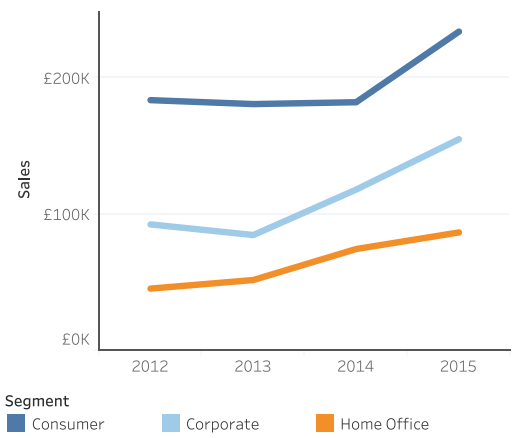 £200K
Sales
£100K
£0K
2012 2013 2014 2015
Segment
Consumer Corporate Home Office